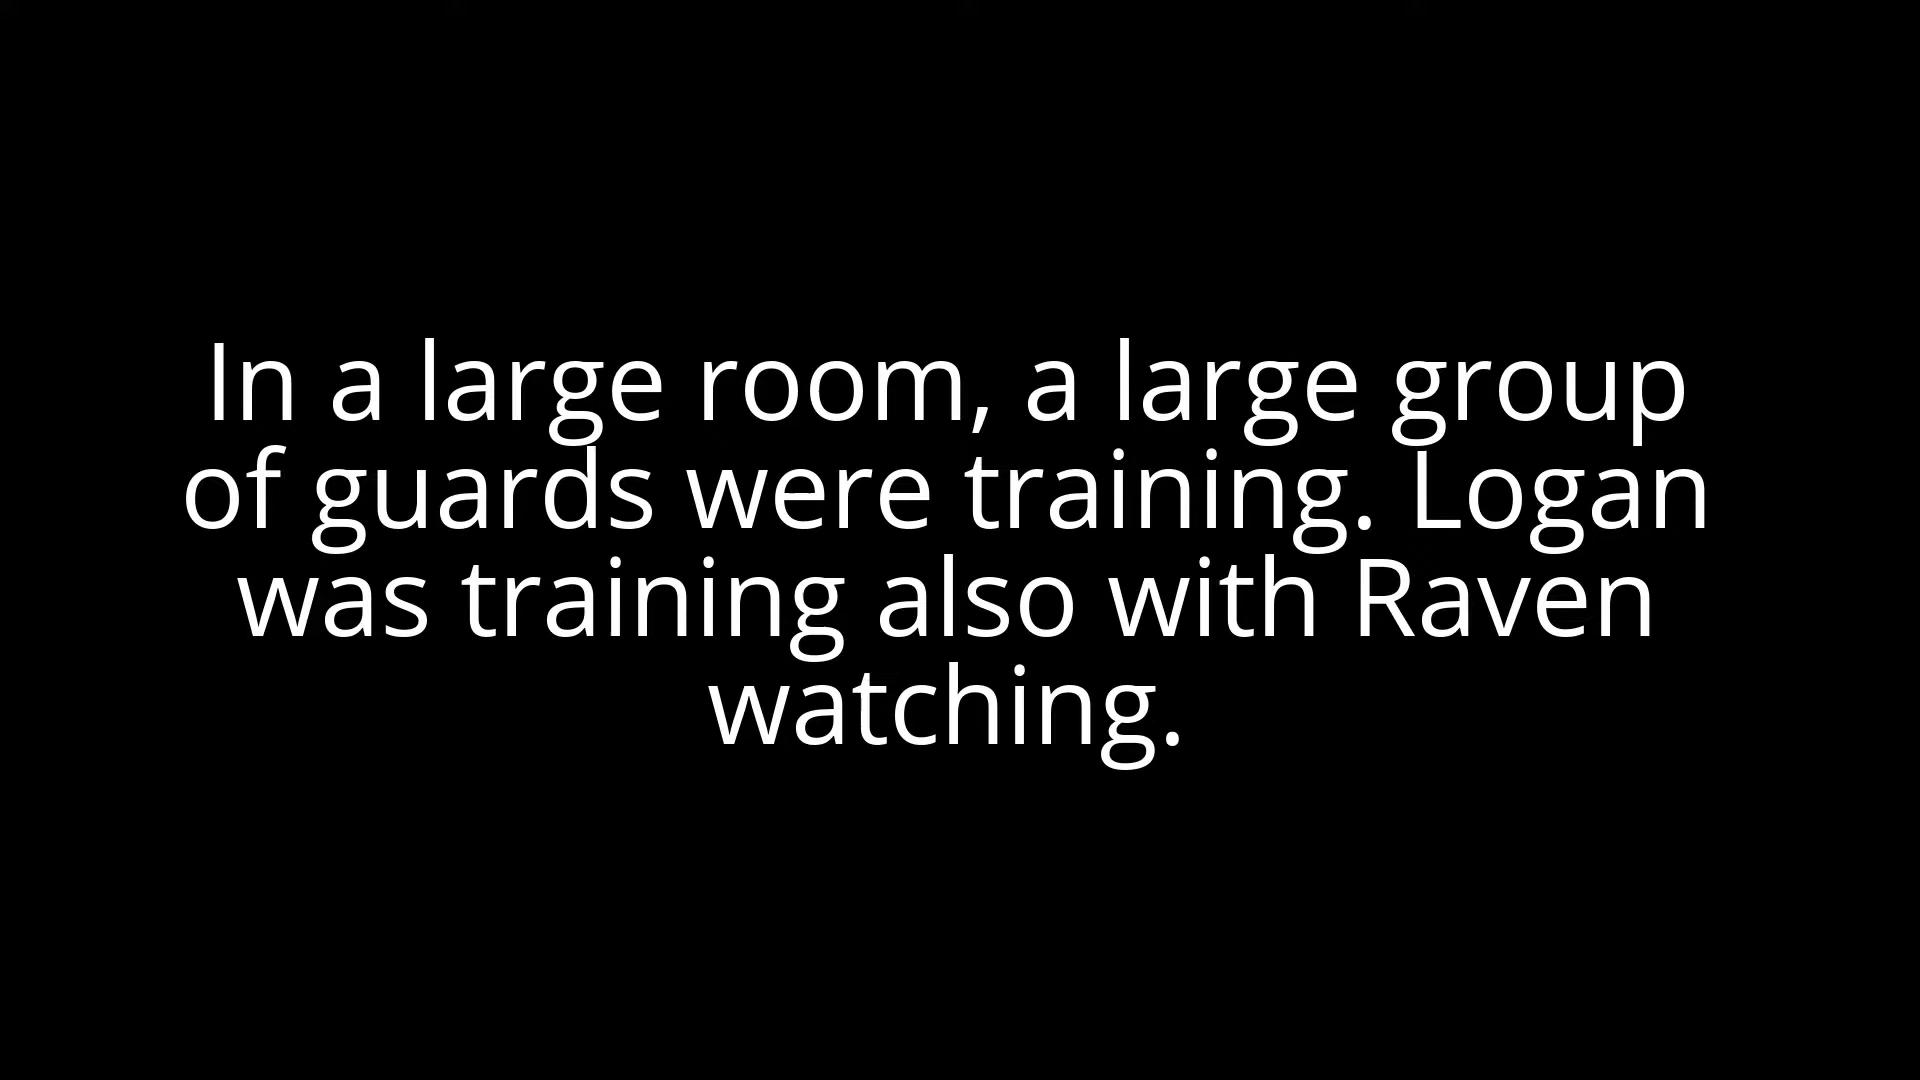 In a large room, a large group
of guards were training. Logan
was training also with Raven
watching.